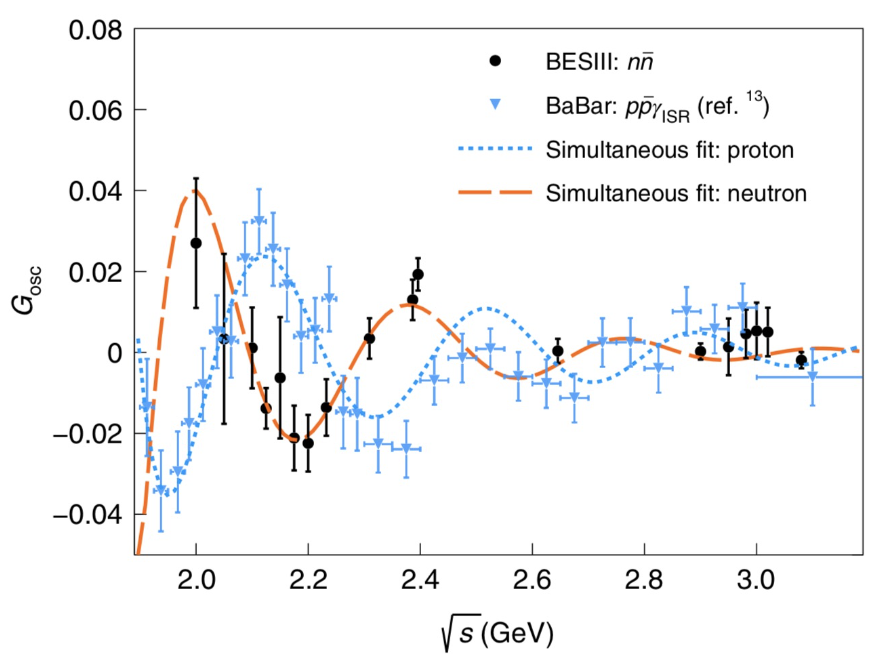 0.08
0.06
0.04
0.02
0
−0.02
−0.04
G_osc
BESIII: nn̄
BaBar: pp̄γ_ISR (ref. ¹³)
Simultaneous fit: proton
Simultaneous fit: neutron
2.0 2.2 2.4 2.6 2.8 3.0
√s (GeV)